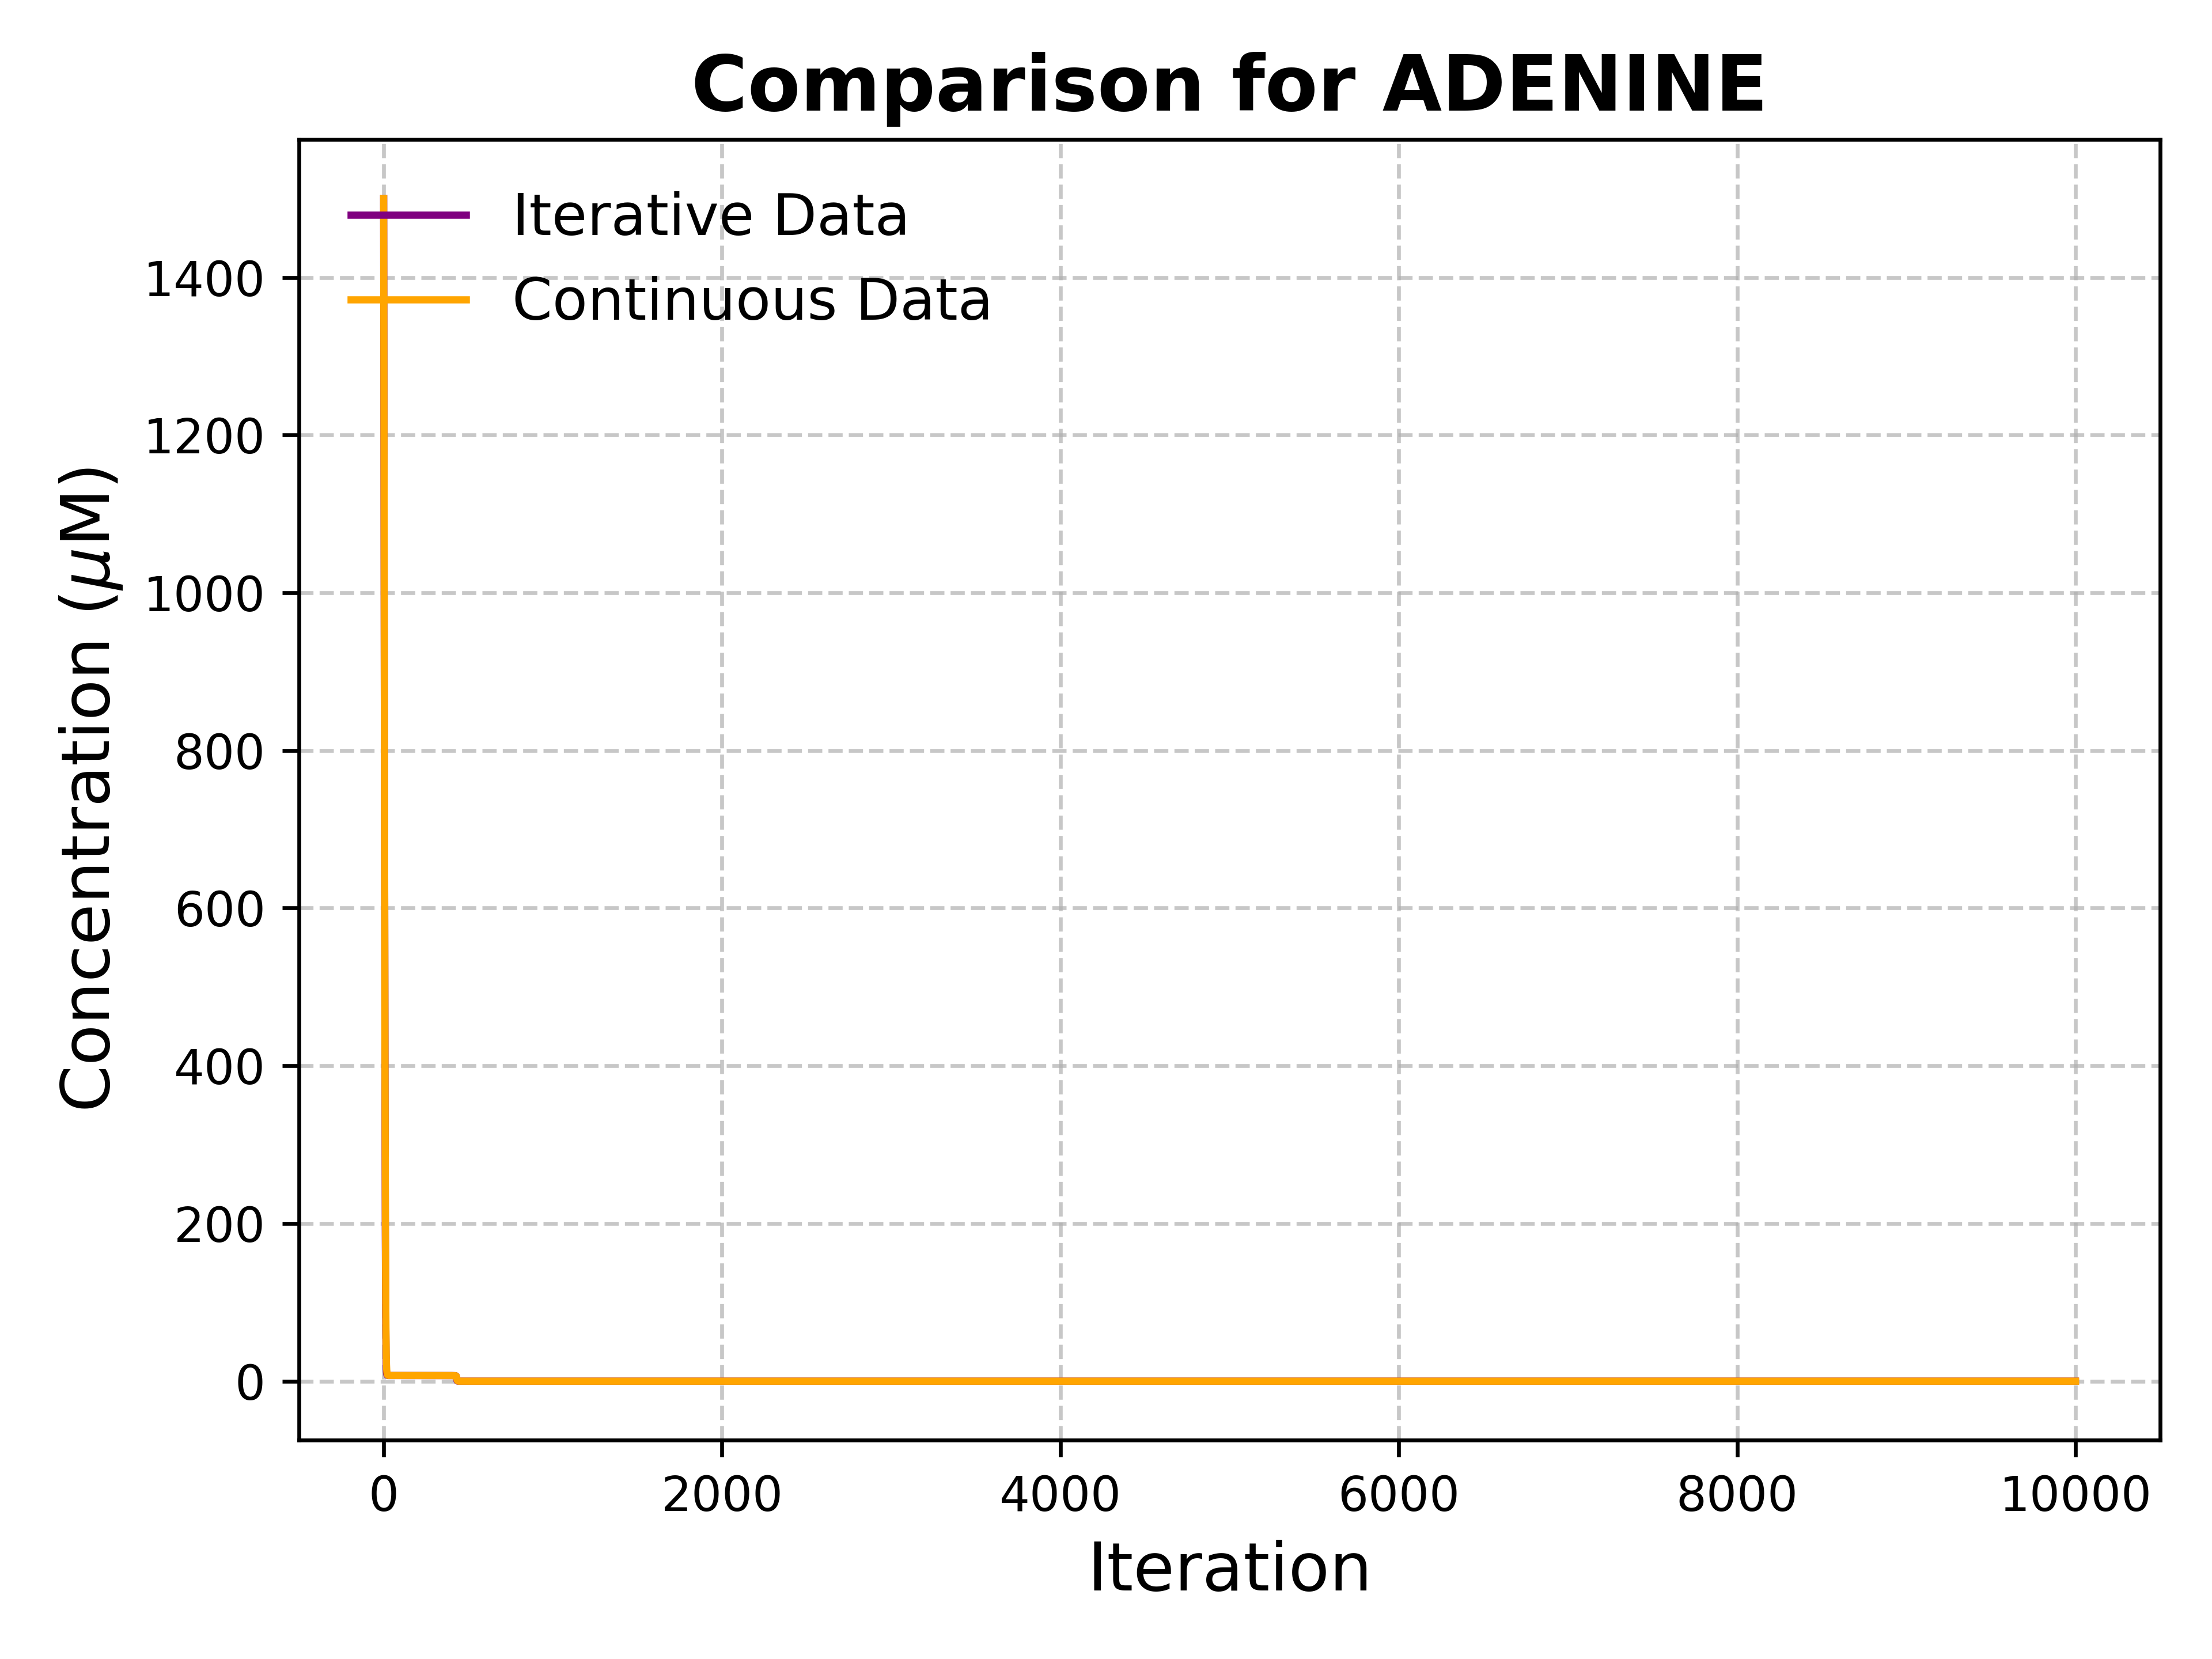 Comparison for ADENINE
Iterative Data
Continuous Data
Concentration (μM)
1400
1200
1000
800
600
400
200
0
0 2000 4000 6000 8000 10000
Iteration